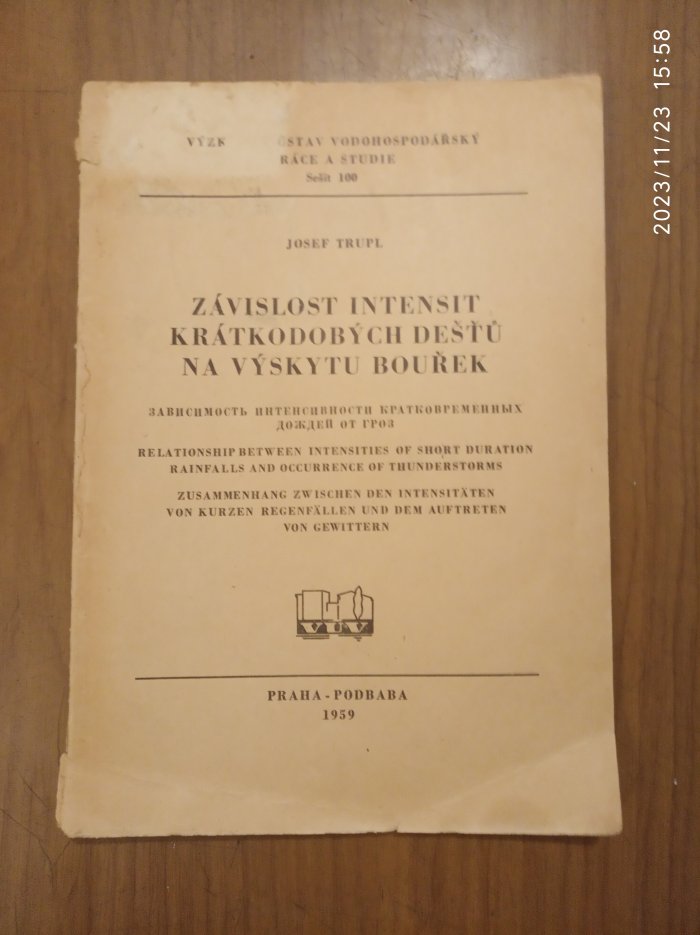 VÝZK ÚSTAV VODOHOSPODÁŘSKÝ
RÁCE A STUDIE
Sešit 100
JOSEF TRUPL
ZÁVISLOST INTENSIT
KRÁTKODOBÝCH DEŠŤŮ
NA VÝSKYTU BOUŘEK
ЗАВИСИМОСТЬ ИНТЕНСИВНОСТИ КРАТКОВРЕМЕННЫХ
ДОЖДЕЙ ОТ ГРОЗ
RELATIONSHIP BETWEEN INTENSITIES OF SHORT DURATION
RAINFALLS AND OCCURRENCE OF THUNDERSTORMS
ZUSAMMENHANG ZWISCHEN DEN INTENSITÄTEN
VON KURZEN REGENFÄLLEN UND DEM AUFTRETEN
VON GEWITTERN
VÚV
PRAHA - PODBABA
1959
2023/11/23 15:58